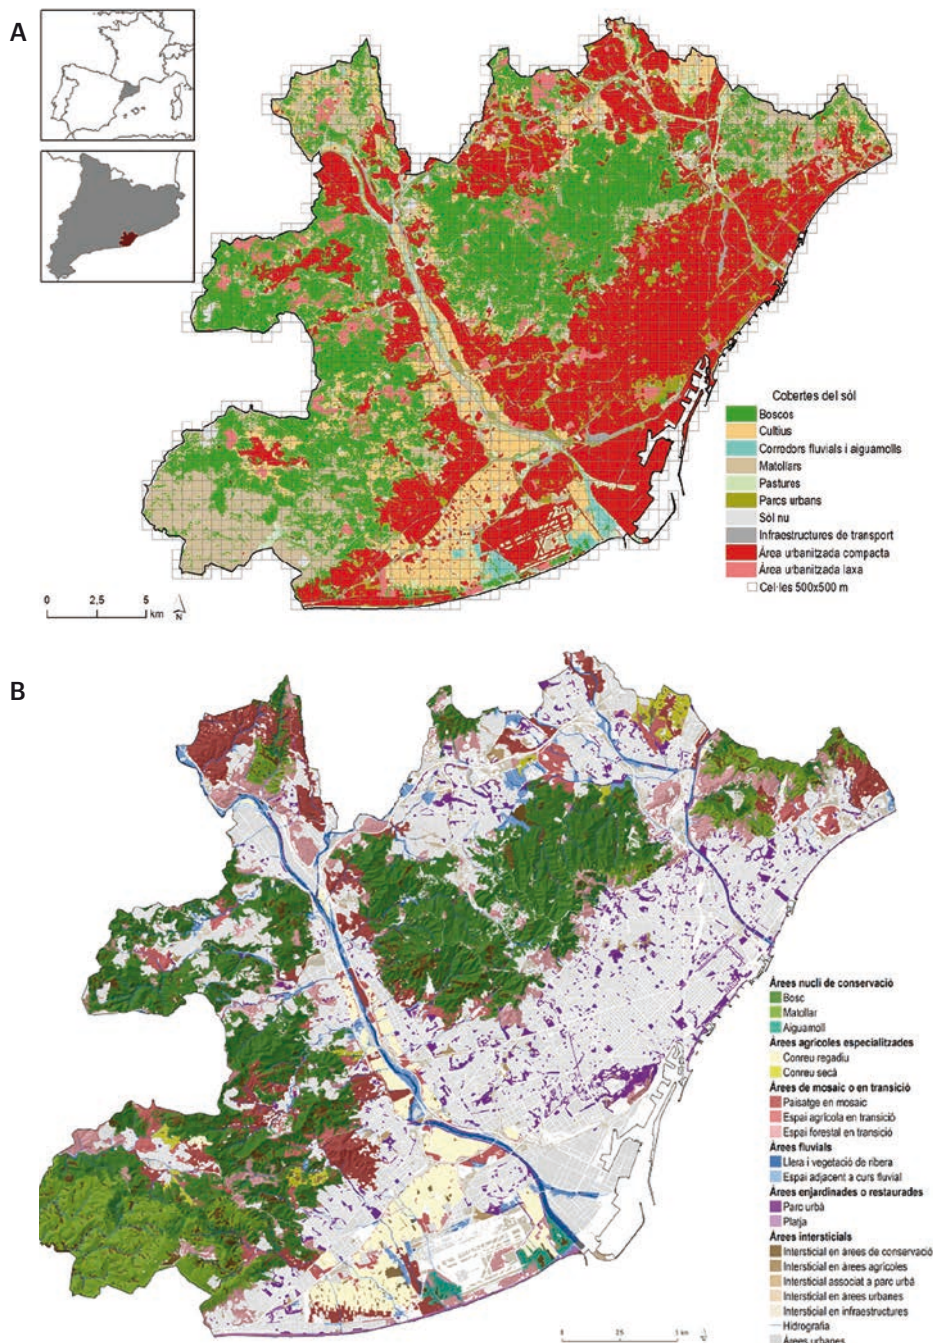 A
Cobertes del sòl
Boscos
Cultius
Corredors fluvials i aiguamolls
Matollars
Pastures
Parcs urbans
Sòl nu
Infraestructures de transport
Àrea urbanitzada compacta
Àrea urbanitzada laxa
Cel·les 500x500 m
0 2,5 5
km
N
B
Àrees nucli de conservació
Bosc
Matollar
Aiguamoll
Àrees agrícoles especialitzades
Conreu regadiu
Conreu secà
Àrees de mosaic o en transició
Paisatge en mosaic
Espai agrícola en transició
Espai forestal en transició
Àrees fluvials
Llera i vegetació de ribera
Espai adjacent a curs fluvial
Àrees enjardinades o restaurades
Parc urbà
Platja
Àrees intersticials
Intersticial en àrees de conservació
Intersticial en àrees agrícoles
Intersticial associat a parc urbà
Intersticial en àrees urbanes
Intersticial en infraestructures
Hidrografia
Àrees urbanes
0 2,5 5 km